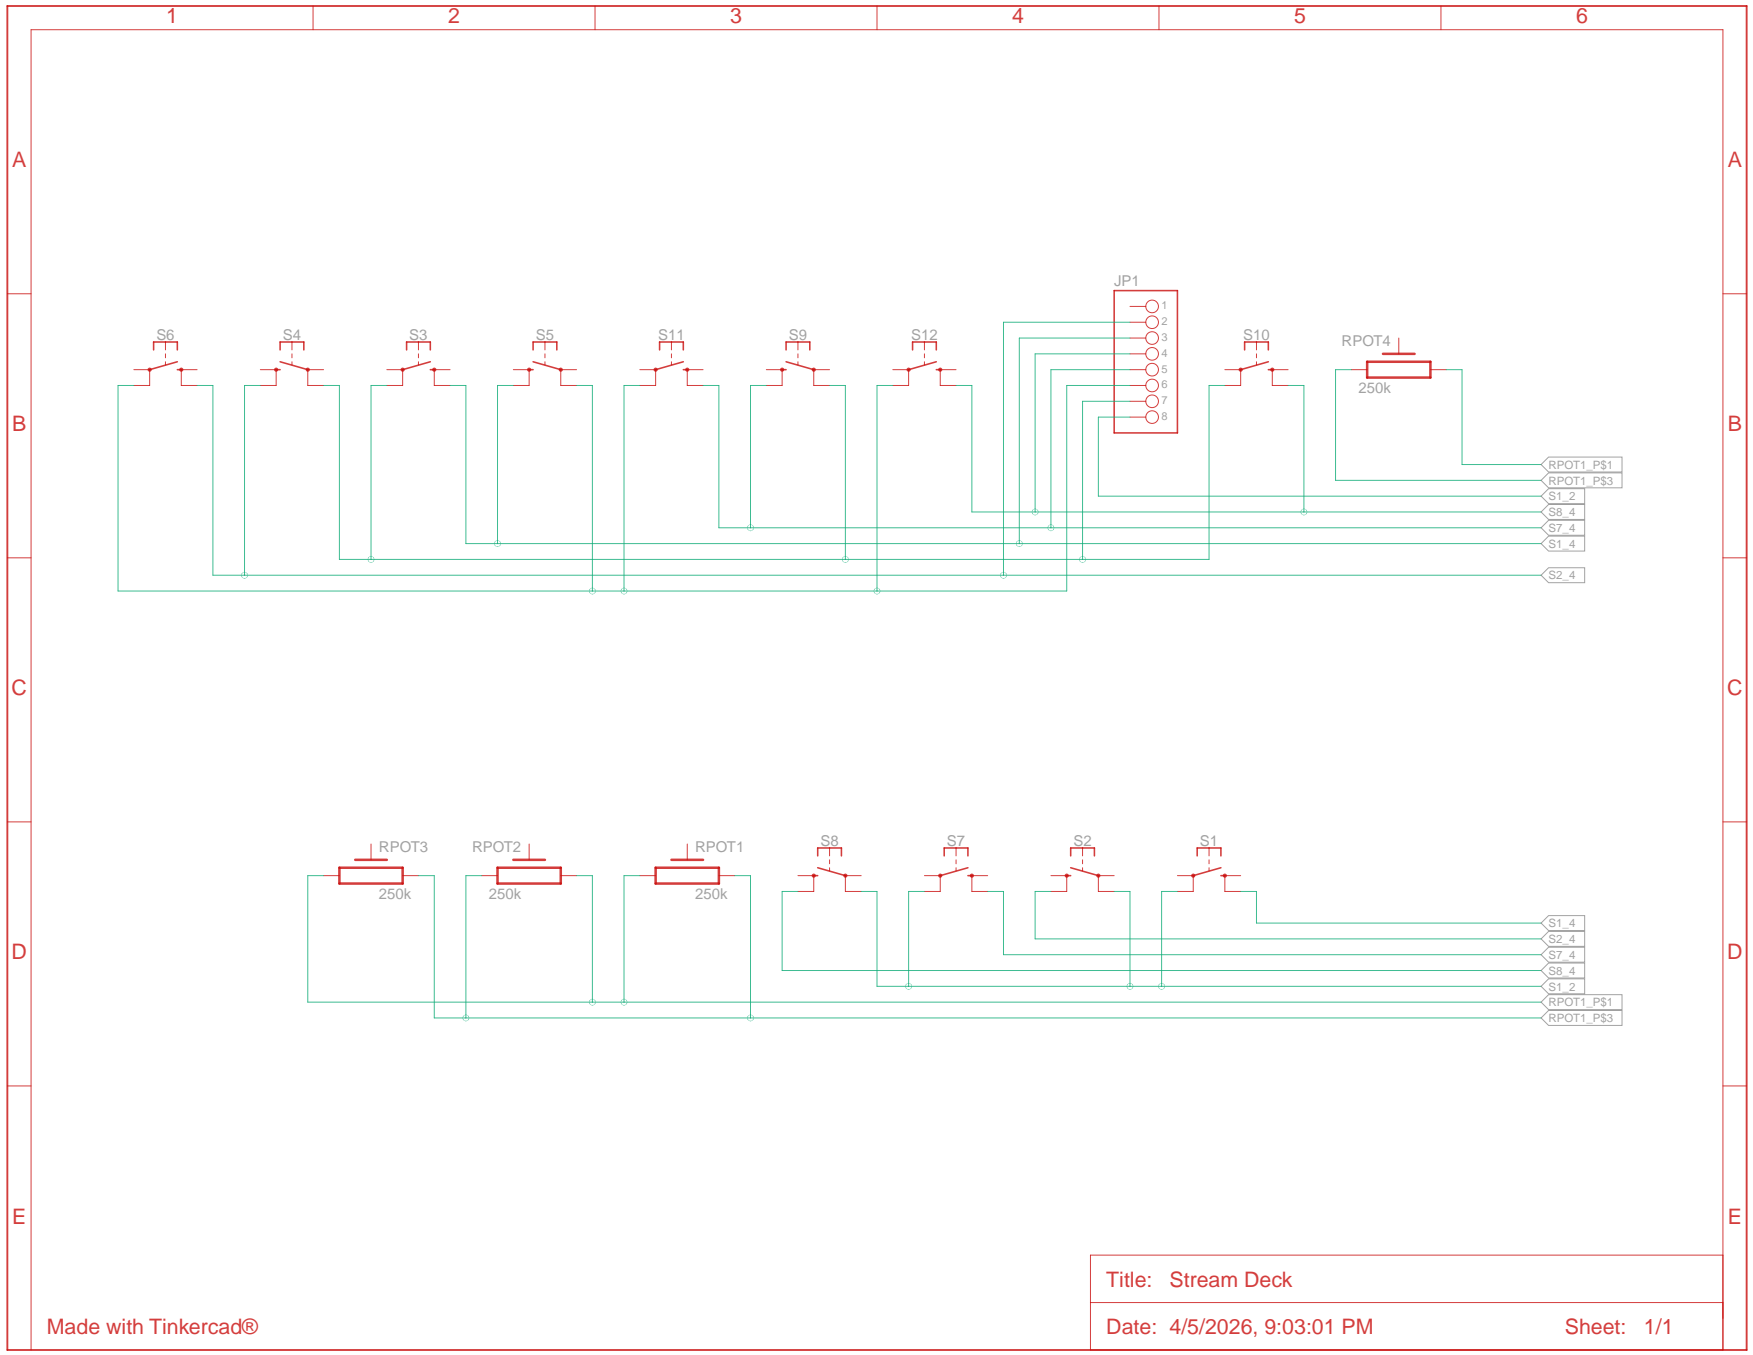 1 2 3 4 5 6
A A
JP1
1
2
3
4
5
6
7
8
S6 S4 S3 S5 S11 S9 S12 S10 RPOT4
250k
B B
RPOT1_P$1
RPOT1_P$3
S1_2
S8_4
S7_4
S1_4
S2_4
C C
RPOT3 RPOT2 RPOT1 S8 S7 S2 S1
250k 250k 250k
D D
S1_4
S2_4
S7_4
S8_4
S1_2
RPOT1_P$1
RPOT1_P$3
E E
Title: Stream Deck
Made with Tinkercad®
Date: 4/5/2026, 9:03:01 PM Sheet: 1/1